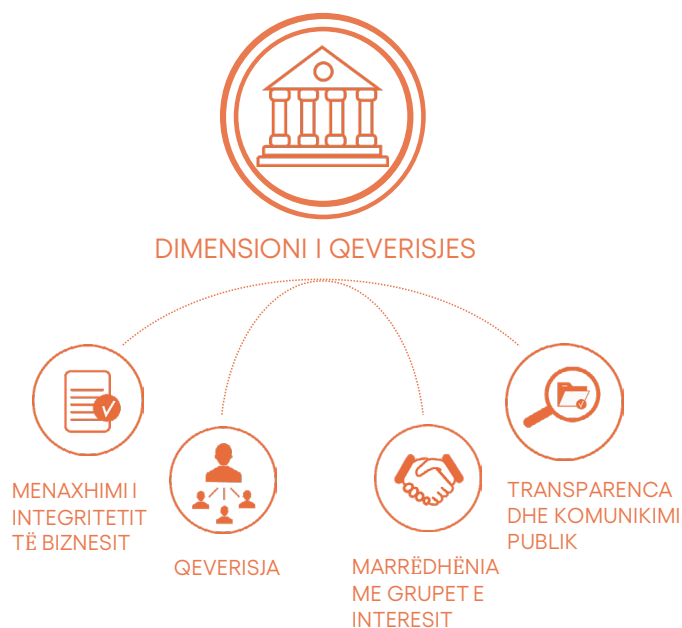 DIMENSIONI I QEVERISJES
MENAXHIMI I
INTEGRITETIT
TË BIZNESIT
QEVERISJA
MARRËDHËNIA
ME GRUPET E
INTERESIT
TRANSPARENCA
DHE KOMUNIKIMI
PUBLIK